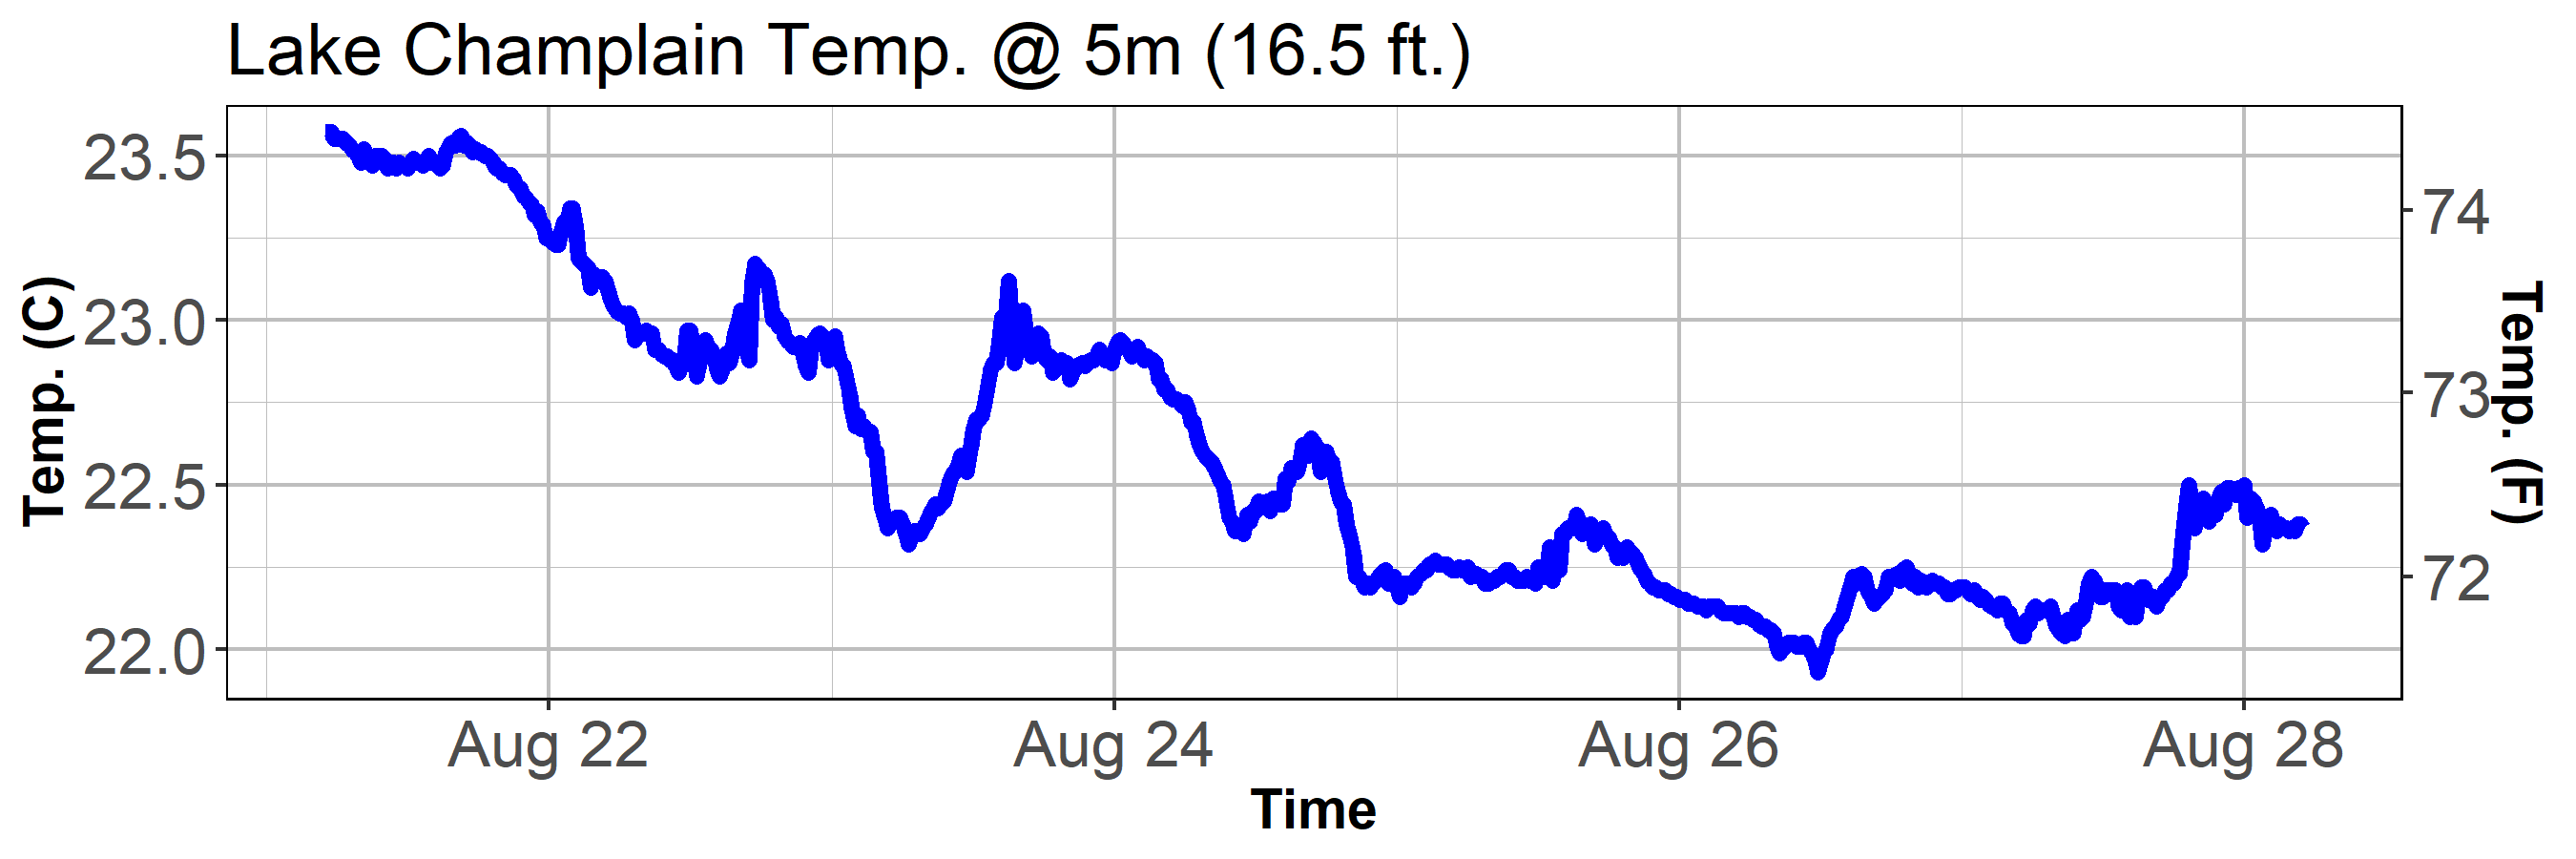 Lake Champlain Temp. @ 5m (16.5 ft.)
Temp. (C)
23.5
23.0
22.5
22.0
74
73
72
Temp. (F)
Aug 22
Aug 24
Aug 26
Aug 28
Time